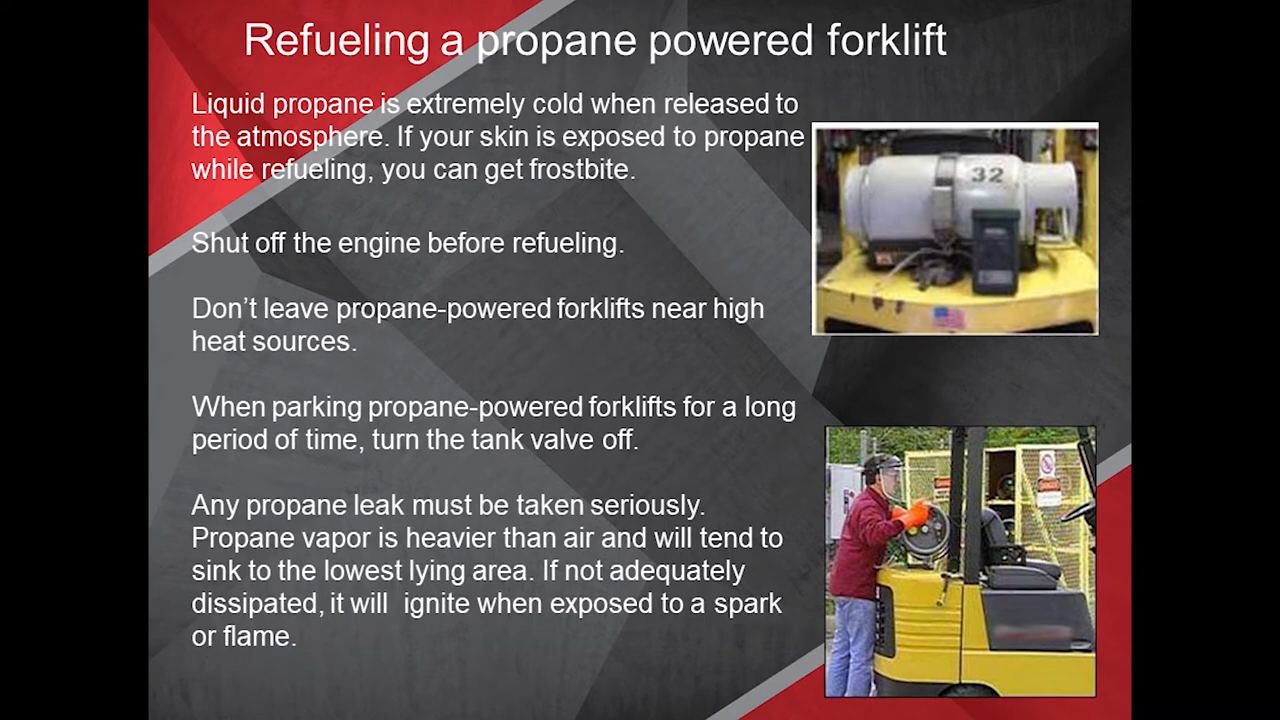 Refueling a propane powered forklift
Liquid propane is extremely cold when released to
the atmosphere. If your skin is exposed to propane
while refueling, you can get frostbite.
Shut off the engine before refueling.
Don’t leave propane-powered forklifts near high
heat sources.
When parking propane-powered forklifts for a long
period of time, turn the tank valve off.
Any propane leak must be taken seriously.
Propane vapor is heavier than air and will tend to
sink to the lowest lying area. If not adequately
dissipated, it will ignite when exposed to a spark
or flame.
32